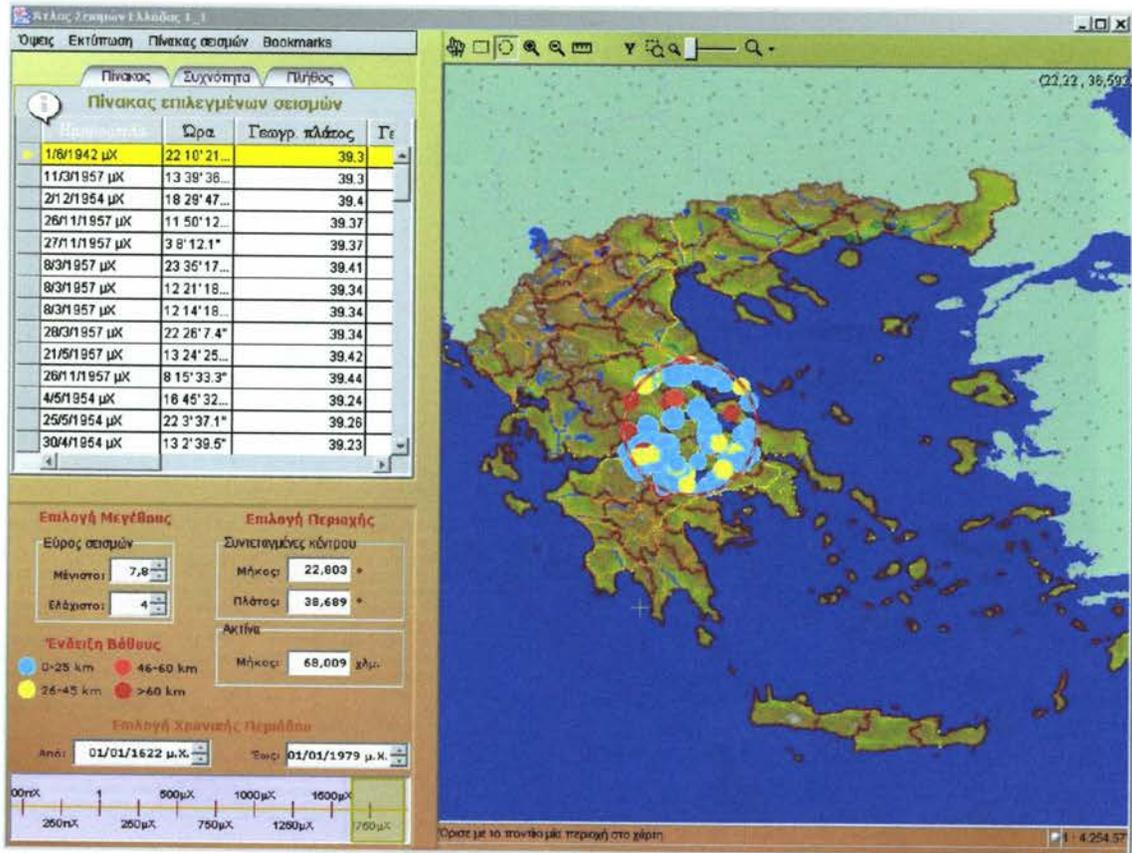 Άτλας Σεισμών Ελλάδας 1_1
Όψεις Εκτύπωση Πίνακας σεισμών Bookmarks
Πίνακας Συχνότητα Πλήθος
Πίνακας επιλεγμένων σεισμών
Ημερομηνία Ώρα Γεωγρ. πλάτος Γε
1/6/1942 μΧ 22 10'21... 39.3
11/3/1957 μΧ 13 39'36... 39.3
2/12/1954 μΧ 18 29'47... 39.4
26/11/1957 μΧ 11 50'12... 39.37
27/11/1957 μΧ 3 8'12.1" 39.37
8/3/1957 μΧ 23 35'17... 39.41
8/3/1957 μΧ 12 21'18... 39.34
8/3/1957 μΧ 12 14'18... 39.34
28/3/1957 μΧ 22 26'7.4" 39.34
21/5/1957 μΧ 13 24'25... 39.42
26/11/1957 μΧ 8 15'33.3" 39.44
4/5/1954 μΧ 16 45'32... 39.24
25/5/1954 μΧ 22 3'37.1" 39.26
30/4/1954 μΧ 13 2'39.5" 39.23
(22,22 , 36,592
Επιλογή Μεγέθους Επιλογή Περιοχής
Εύρος σεισμών Συντεταγμένες κέντρου
Μέγιστο: 7,8 Μήκος: 22,803 °
Ελάχιστο: 4 Πλάτος: 38,689 °
Ακτίνα
Ένδειξη Βάθους Μήκος: 68,009 χλμ.
0-25 km 46-60 km
26-45 km >60 km
Επιλογή Χρονικής Περιόδου
Από: 01/01/1622 μ.Χ. Έως: 01/01/1979 μ.Χ.
00πΧ 1 500μΧ 1000μΧ 1500μΧ
250πΧ 250μΧ 750μΧ 1250μΧ 1750μΧ
Όρισε με το ποντίκι μία περιοχή στο χάρτη
1 : 4.254.57